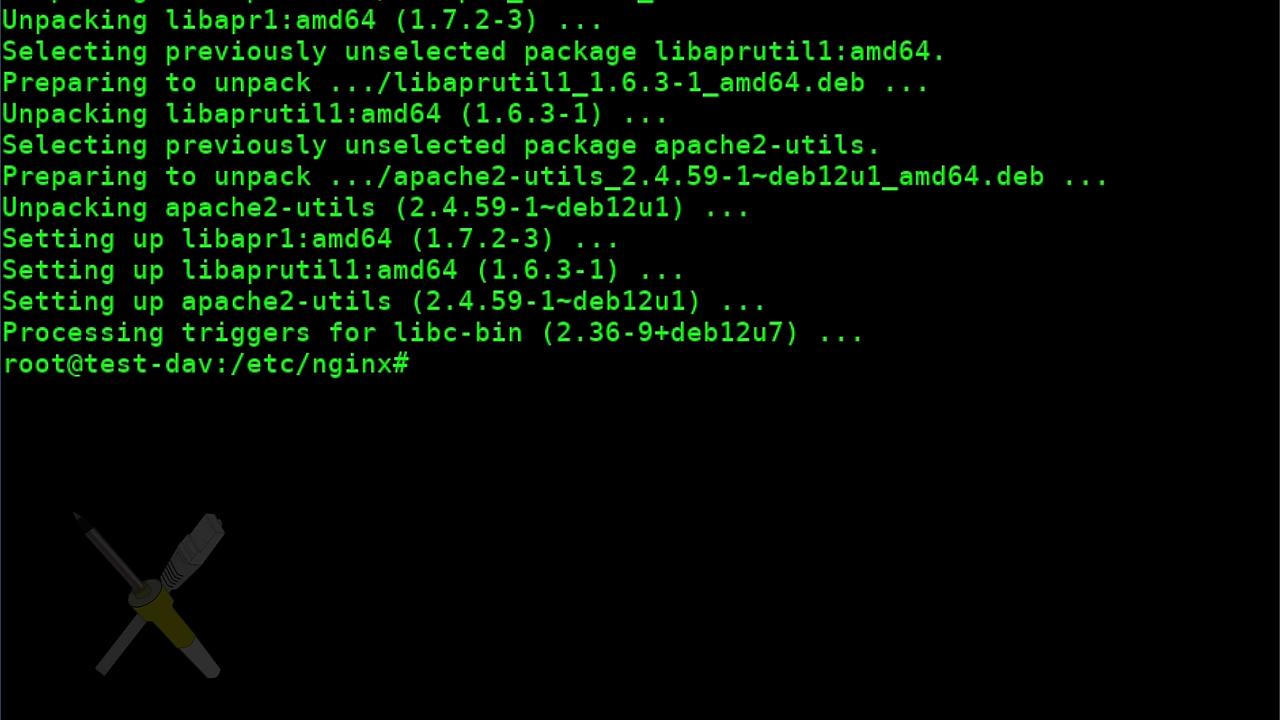 Unpacking libapr1:amd64 (1.7.2-3) ...
Selecting previously unselected package libaprutil1:amd64.
Preparing to unpack .../libaprutil1_1.6.3-1_amd64.deb ...
Unpacking libaprutil1:amd64 (1.6.3-1) ...
Selecting previously unselected package apache2-utils.
Preparing to unpack .../apache2-utils_2.4.59-1~deb12u1_amd64.deb ...
Unpacking apache2-utils (2.4.59-1~deb12u1) ...
Setting up libapr1:amd64 (1.7.2-3) ...
Setting up libaprutil1:amd64 (1.6.3-1) ...
Setting up apache2-utils (2.4.59-1~deb12u1) ...
Processing triggers for libc-bin (2.36-9+deb12u7) ...
root@test-dav:/etc/nginx#